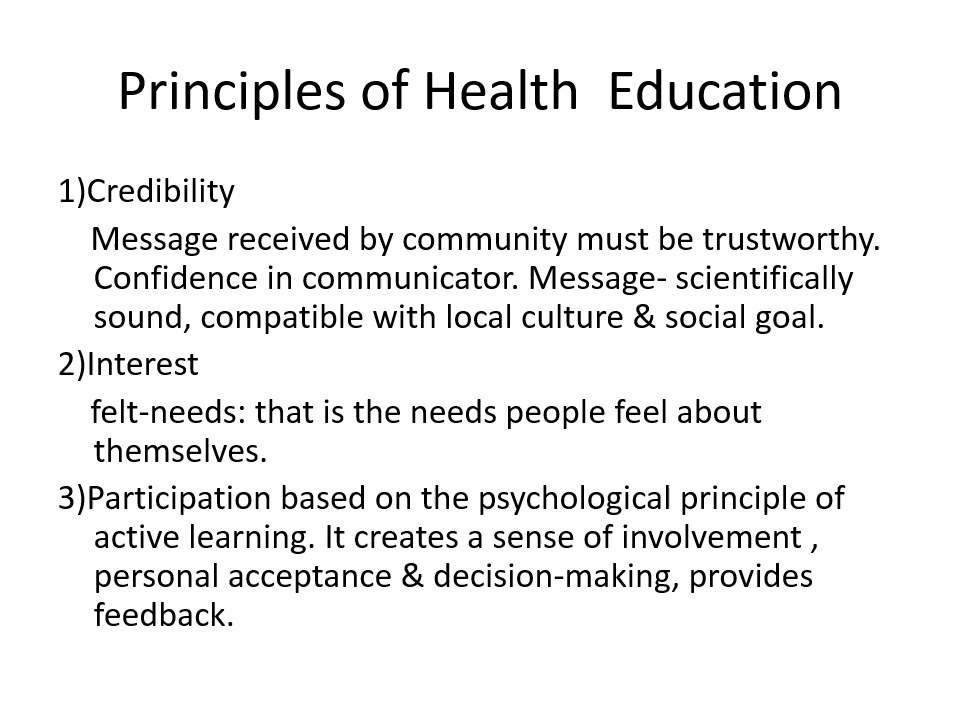 Principles of Health  Education
1)Credibility
Message received by community must be trustworthy.
Confidence in communicator. Message- scientifically
sound, compatible with local culture & social goal.
2)Interest
felt-needs: that is the needs people feel about
themselves.
3)Participation based on the psychological principle of
active learning. It creates a sense of involvement ,
personal acceptance & decision-making, provides
feedback.